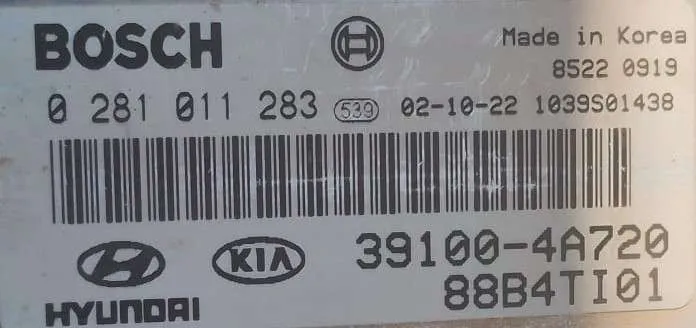 BOSCH
Made in Korea
8522 0919
0 281 011 283 539 02-10-22 1039S01438
KIA 39100-4A720
HYUNDAI 88B4TI01